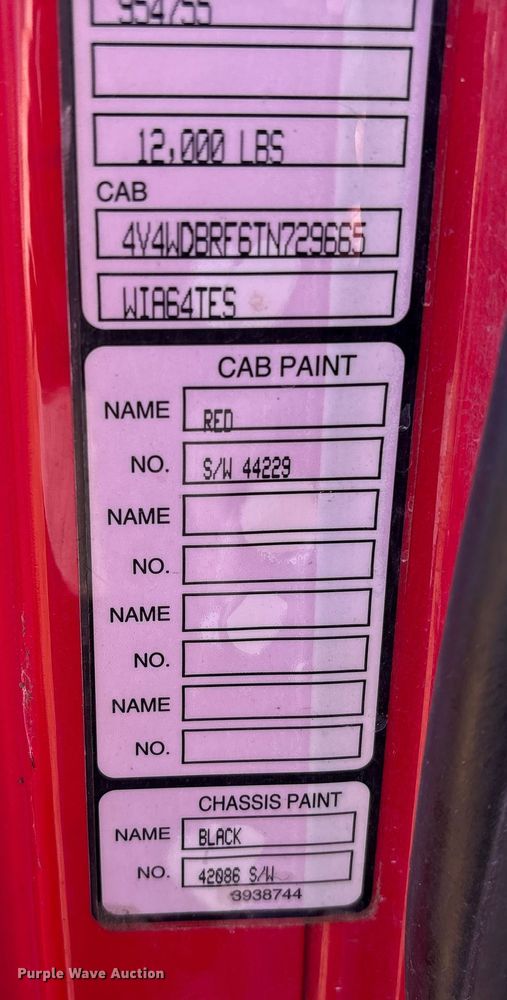 954755
12,000 LBS
CAB
4V4WDBRF6TN729665
WIA64TES
CAB PAINT
NAME RED
NO. S/W 44229
NAME
NO.
NAME
NO.
NAME
NO.
CHASSIS PAINT
NAME BLACK
NO. 42086 S/W
3938744
Purple Wave Auction